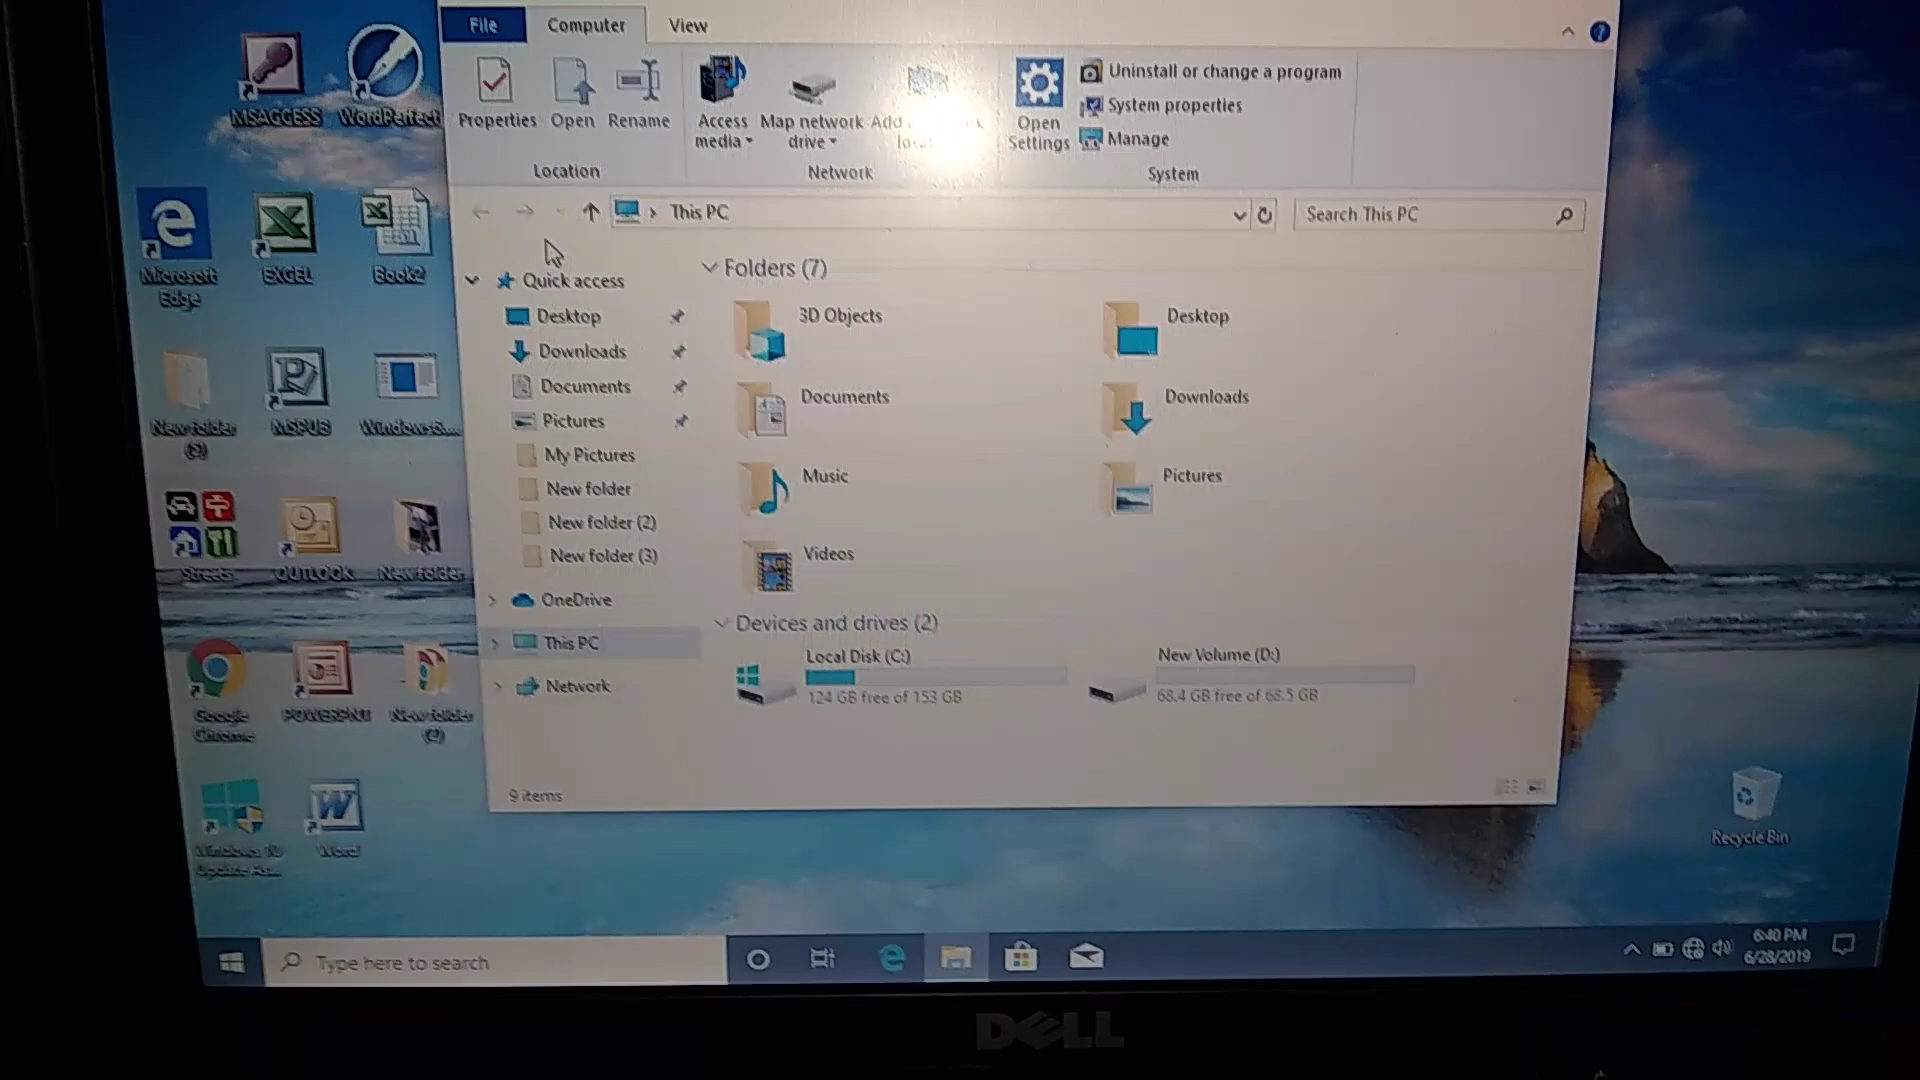 File Computer View
Properties Open Rename
Access media
Map network drive
Add
Open Settings
Uninstall or change a program
System properties
Manage
Location Network System
This PC
Search This PC
Quick access
Desktop
Downloads
Documents
Pictures
My Pictures
New folder
New folder (2)
New folder (3)
OneDrive
This PC
Network
Folders (7)
3D Objects
Desktop
Documents
Downloads
Music
Pictures
Videos
Devices and drives (2)
Local Disk (C:)
124 GB free of 153 GB
New Volume (D:)
68.4 GB free of 68.5 GB
9 items
MSACCESS
WordPerfect
Microsoft Edge
EXCEL
Book2
New folder
MSPUB
Windows6....
Streets
OUTLOOK
New folder
Google Chrome
POWERPNT
New folder (2)
Windows 10 Update As...
Word
Recycle Bin
Type here to search
6:40 PM
6/28/2019
DELL